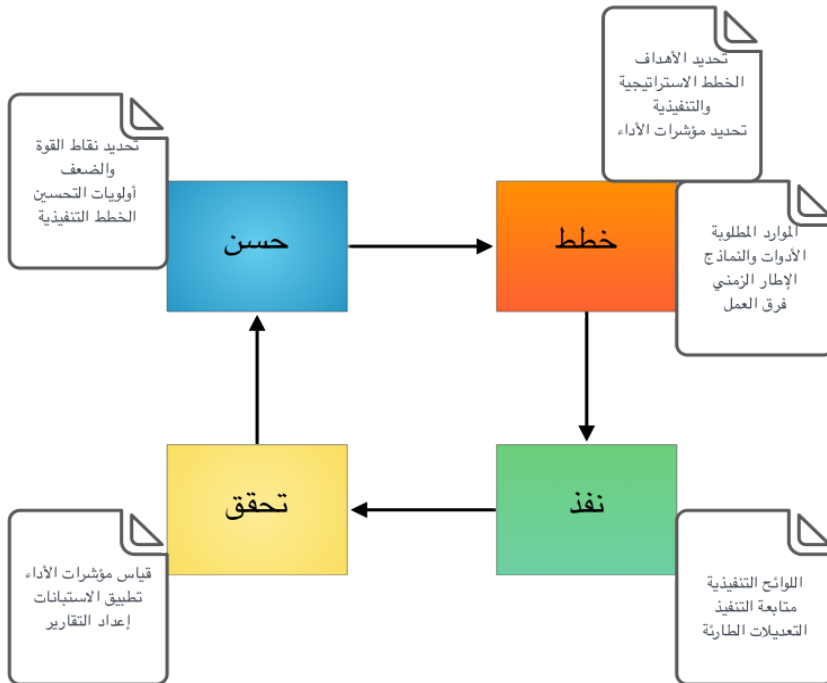 تحديد الأهداف
الخطط الاستراتيجية
والتنفيذية
تحديد مؤشرات الأداء
خطط
الموارد المطلوبة
الأدوات والنماذج
الإطار الزمني
فرق العمل
نفذ
اللوائح التنفيذية
متابعة التنفيذ
التعديلات الطارئة
تحقق
قياس مؤشرات الأداء
تطبيق الاستبانات
إعداد التقارير
حسن
تحديد نقاط القوة
والضعف
أولويات التحسين
الخطط التنفيذية